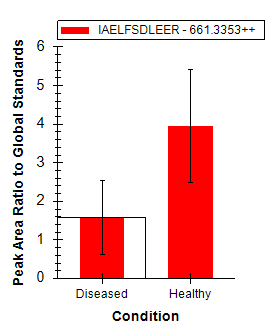 IAELFSDLEER - 661.3353++
6
5
4
3
2
1
0
Peak Area Ratio to Global Standards
Diseased Healthy
Condition